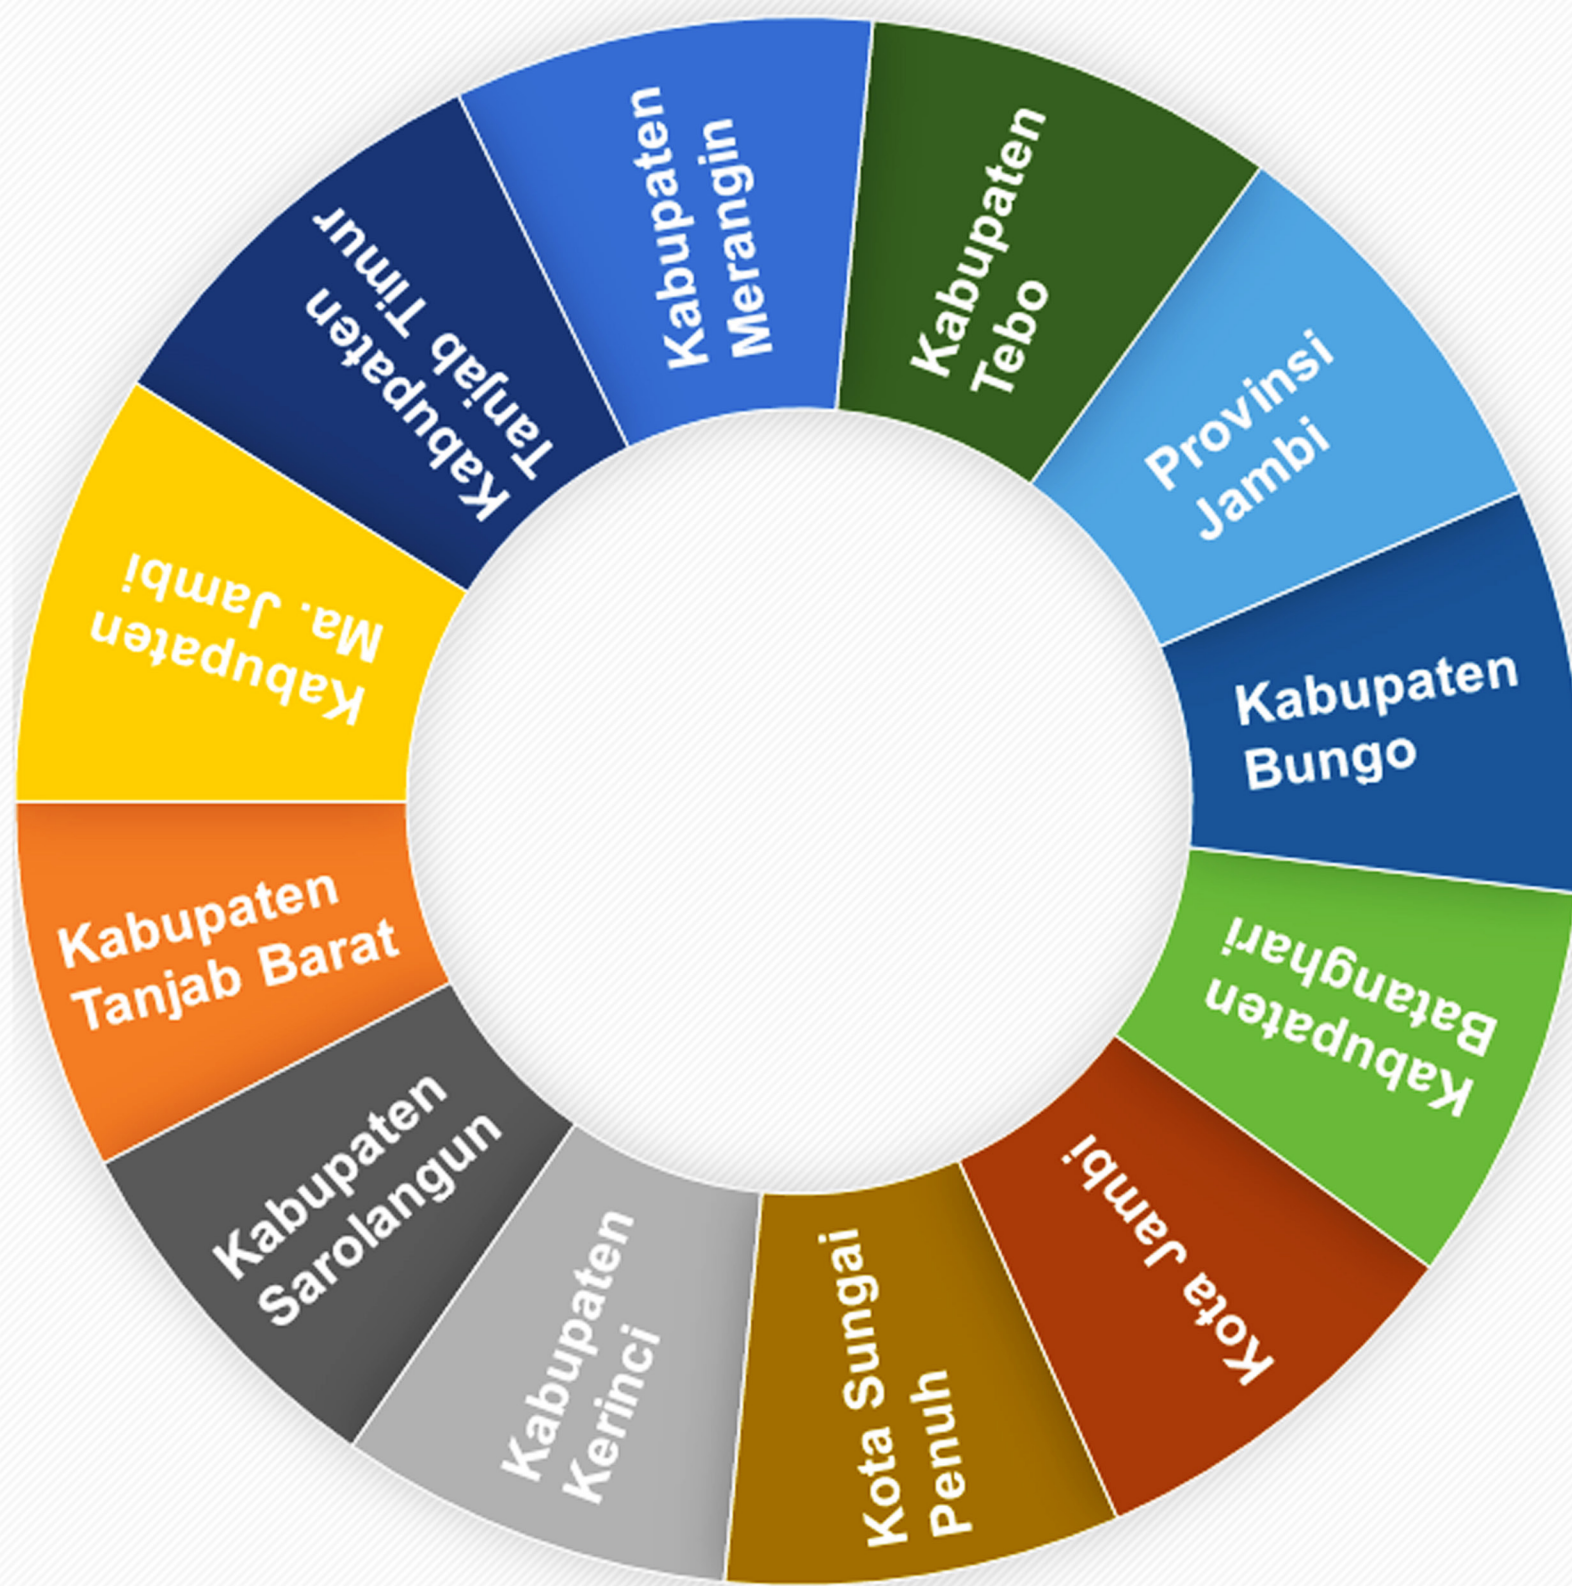 Kabupaten
Merangin
Kabupaten
Tebo
Provinsi
Jambi
Kabupaten
Bungo
Kabupaten
Batanghari
Kota Jambi
Kota Sungai
Penuh
Kabupaten
Kerinci
Kabupaten
Sarolangun
Kabupaten
Tanjab Barat
Kabupaten
Ma. Jambi
Kabupaten
Tanjab Timur